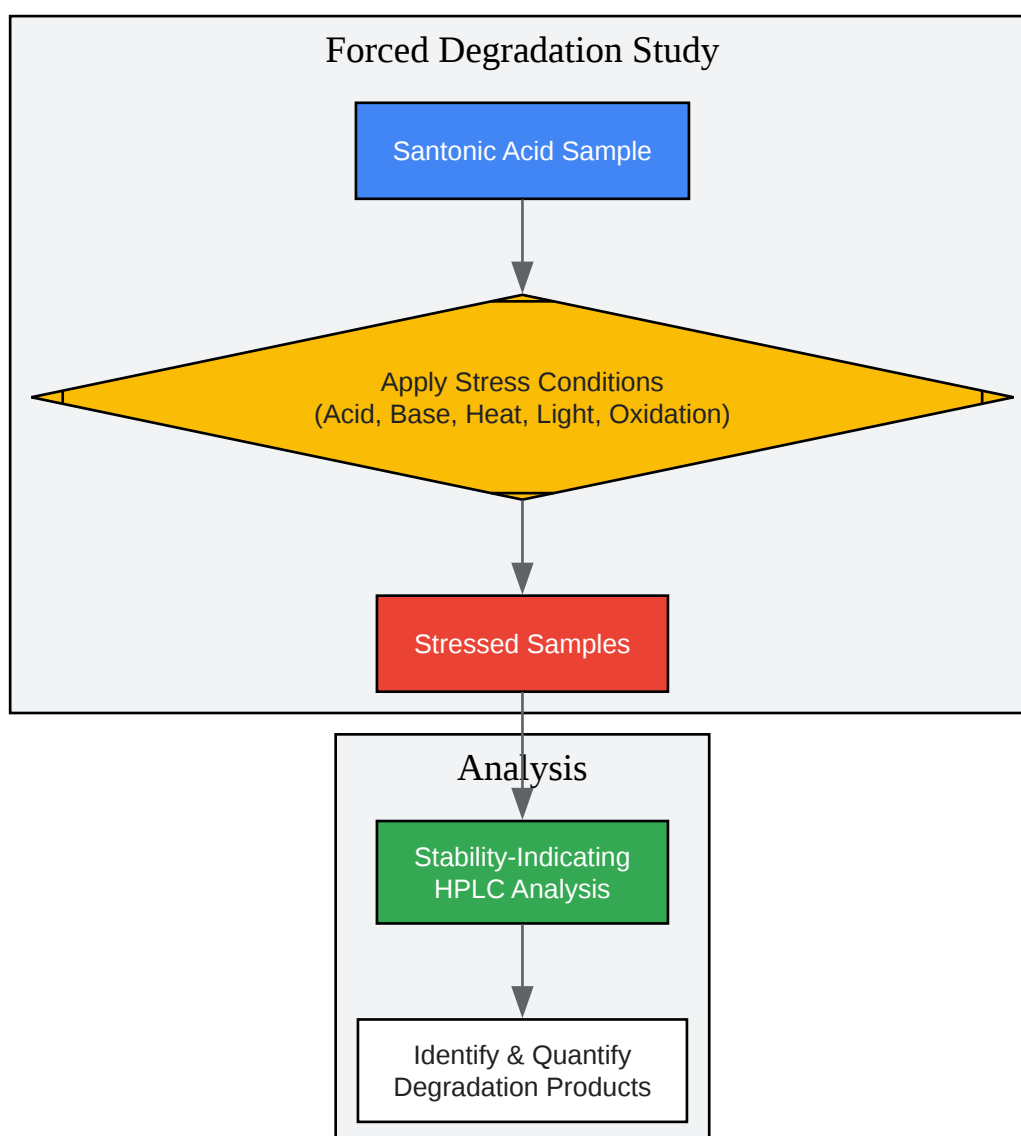 Forced Degradation Study
Santonic Acid Sample
Apply Stress Conditions
(Acid, Base, Heat, Light, Oxidation)
Stressed Samples
Analysis
Stability-Indicating
HPLC Analysis
Identify & Quantify
Degradation Products